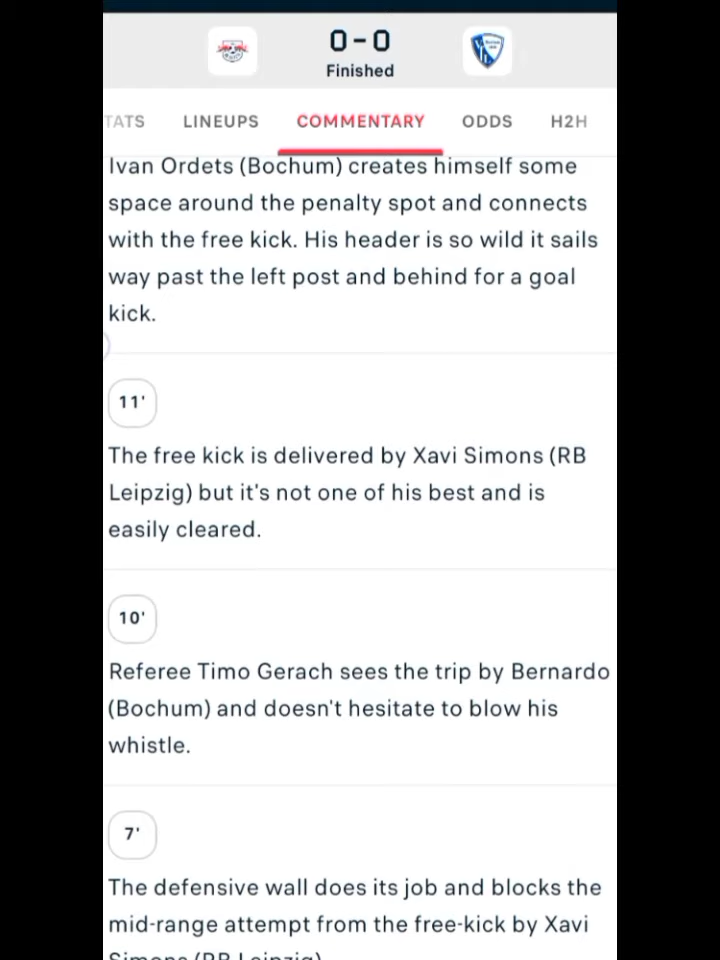 0-0
Finished
TATS LINEUPS COMMENTARY ODDS H2H
Ivan Ordets (Bochum) creates himself some
space around the penalty spot and connects
with the free kick. His header is so wild it sails
way past the left post and behind for a goal
kick.
11'
The free kick is delivered by Xavi Simons (RB
Leipzig) but it's not one of his best and is
easily cleared.
10'
Referee Timo Gerach sees the trip by Bernardo
(Bochum) and doesn't hesitate to blow his
whistle.
7'
The defensive wall does its job and blocks the
mid-range attempt from the free-kick by Xavi
Simons (RB Leipzig)